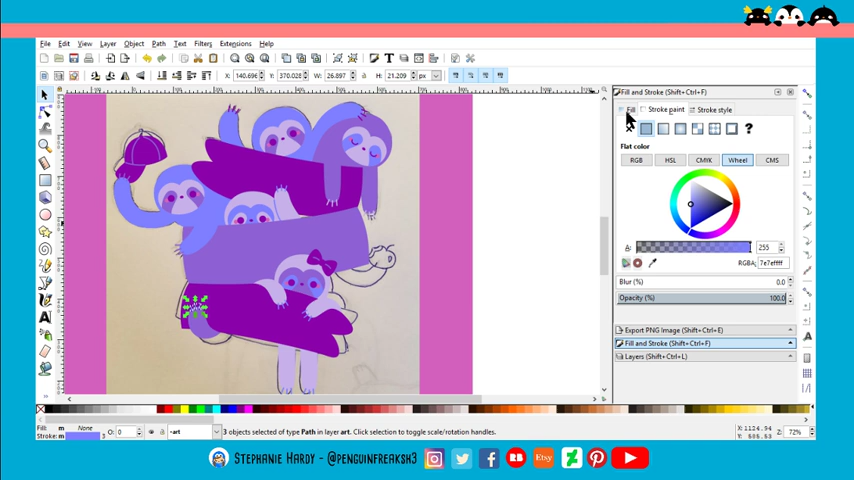 File Edit View Layer Object Path Text Filters Extensions Help
X: 140.696 Y: 370.028 W: 26.897 H: 21.209 px
Fill and Stroke (Shift+Ctrl+F)
Fill Stroke paint Stroke style
?
Flat color
RGB HSL CMYK Wheel CMS
A: 255
RGBA: 7e7effff
Blur (%) 0.0
Opacity (%) 100.0
Export PNG Image (Shift+Ctrl+E)
Fill and Stroke (Shift+Ctrl+F)
Layers (Shift+Ctrl+L)
Fill: m None
Stroke: m 3
O: 0
-art
3 objects selected of type Path in layer art. Click selection to toggle scale/rotation handles.
X: 1124.94
Y: 585.53
Z: 72%
Stephanie Hardy - @penguinfreaksh3 Etsy